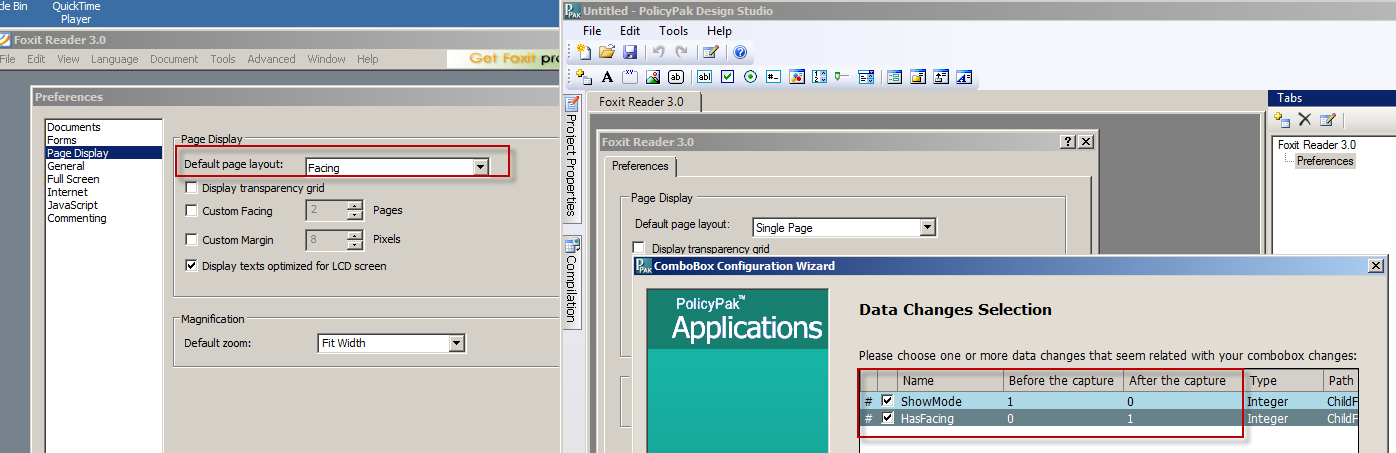 de Bin
QuickTime
Player
Foxit Reader 3.0
File Edit View Language Document Tools Advanced Window Help
Get Foxit pro
Preferences
Documents
Forms
Page Display
General
Full Screen
Internet
JavaScript
Commenting
Page Display
Default page layout: Facing
Display transparency grid
Custom Facing 2 Pages
Custom Margin 8 Pixels
Display texts optimized for LCD screen
Magnification
Default zoom: Fit Width
PPAK Untitled - PolicyPak Design Studio
File Edit Tools Help
Foxit Reader 3.0
Project Properties
Compilation
Foxit Reader 3.0
Preferences
Page Display
Default page layout: Single Page
Display transparency grid
Tabs
Foxit Reader 3.0
Preferences
PPAK ComboBox Configuration Wizard
PolicyPak™
Applications
Data Changes Selection
Please choose one or more data changes that seem related with your combobox changes:
Name Before the capture After the capture Type Path
# ShowMode 1 0 Integer ChildF
# HasFacing 0 1 Integer ChildF